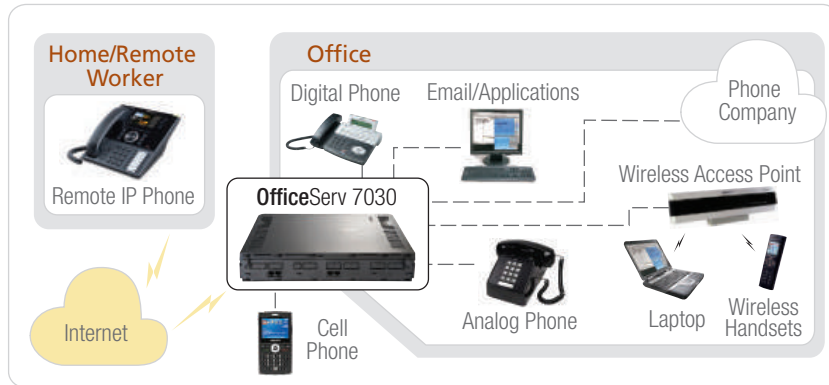 Home/Remote
Worker
Remote IP Phone
Internet
Office
Digital Phone
Email/Applications
Phone
Company
OfficeServ 7030
Wireless Access Point
Cell
Phone
Analog Phone
Laptop
Wireless
Handsets